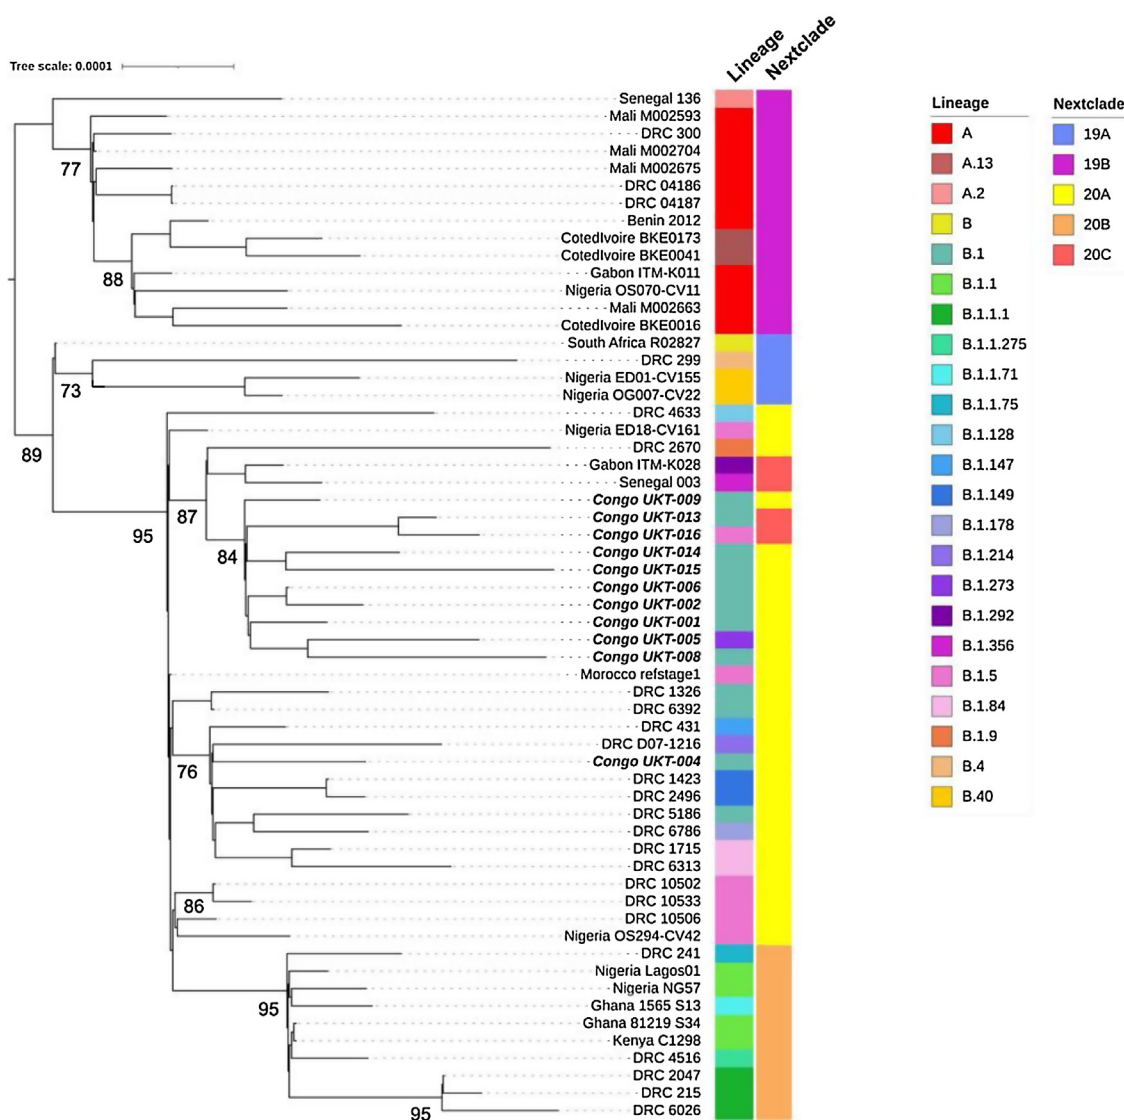 Lineage
Nextclade
Tree scale: 0.0001
Senegal 136
Mali M002593
DRC 300
Mali M002704
Mali M002675
DRC 04186
DRC 04187
Benin 2012
CotedIvoire BKE0173
CotedIvoire BKE0041
Gabon ITM-K011
Nigeria OS070-CV11
Mali M002663
CotedIvoire BKE0016
South Africa R02827
DRC 299
Nigeria ED01-CV155
Nigeria OG007-CV22
DRC 4633
Nigeria ED18-CV161
DRC 2670
Gabon ITM-K028
Senegal 003
Congo UKT-009
Congo UKT-013
Congo UKT-016
Congo UKT-014
Congo UKT-015
Congo UKT-006
Congo UKT-002
Congo UKT-001
Congo UKT-005
Congo UKT-008
Morocco refstage1
DRC 1326
DRC 6392
DRC 431
DRC D07-1216
Congo UKT-004
DRC 1423
DRC 2496
DRC 5186
DRC 6786
DRC 1715
DRC 6313
DRC 10502
DRC 10533
DRC 10506
Nigeria OS294-CV42
DRC 241
Nigeria Lagos01
Nigeria NG57
Ghana 1565 S13
Ghana 81219 S34
Kenya C1298
DRC 4516
DRC 2047
DRC 215
DRC 6026
77
88
73
89
87
95
84
76
86
95
95
Lineage
A
A.13
A.2
B
B.1
B.1.1
B.1.1.1
B.1.1.275
B.1.1.71
B.1.1.75
B.1.128
B.1.147
B.1.149
B.1.178
B.1.214
B.1.273
B.1.292
B.1.356
B.1.5
B.1.84
B.1.9
B.4
B.40
Nextclade
19A
19B
20A
20B
20C